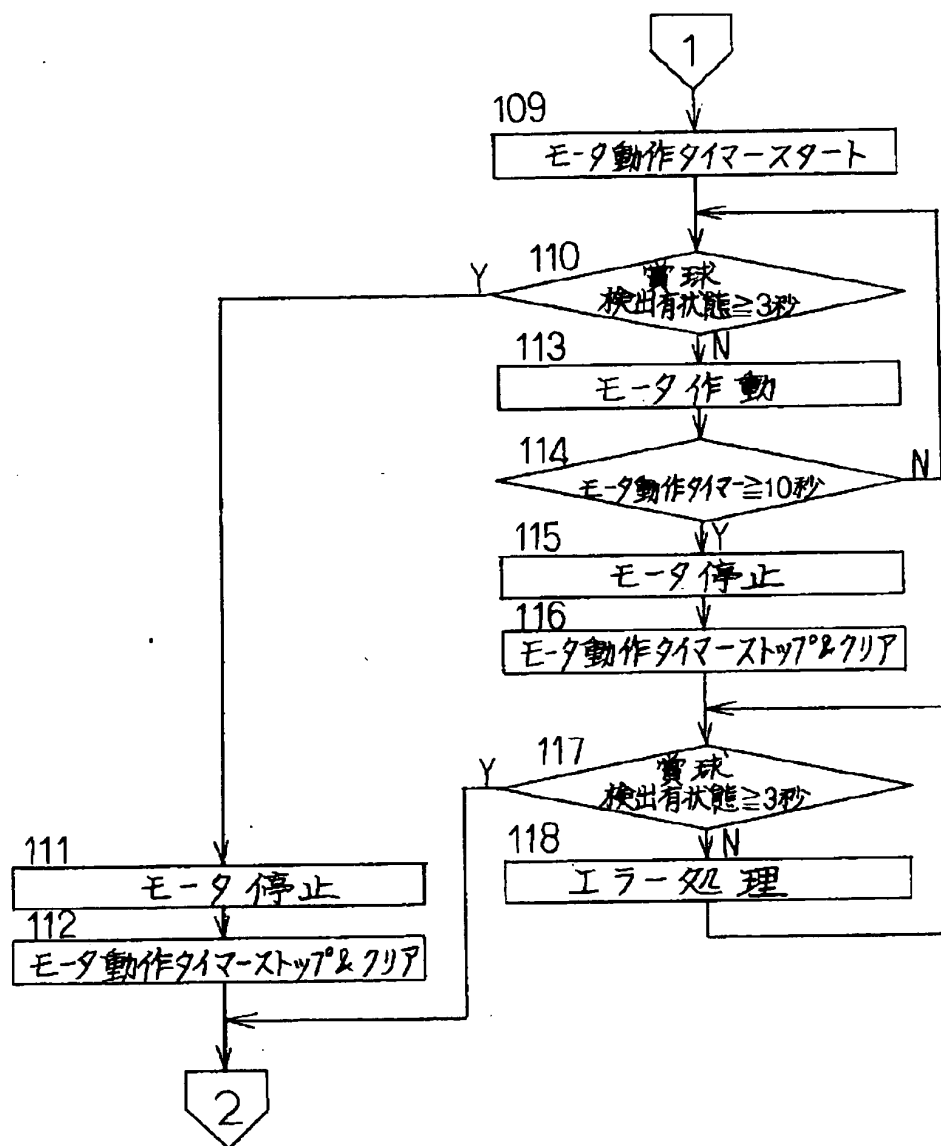 1
109
モータ動作タイマースタート
110
Y
賞球
検出有状態≧3秒
N
113
モータ作動
114
モータ動作タイマー≧10秒
N
Y
115
モータ停止
116
モータ動作タイマーストップ&クリア
117
Y
賞球
検出有状態≧3秒
N
118
エラー処理
111
モータ停止
112
モータ動作タイマーストップ&クリア
2